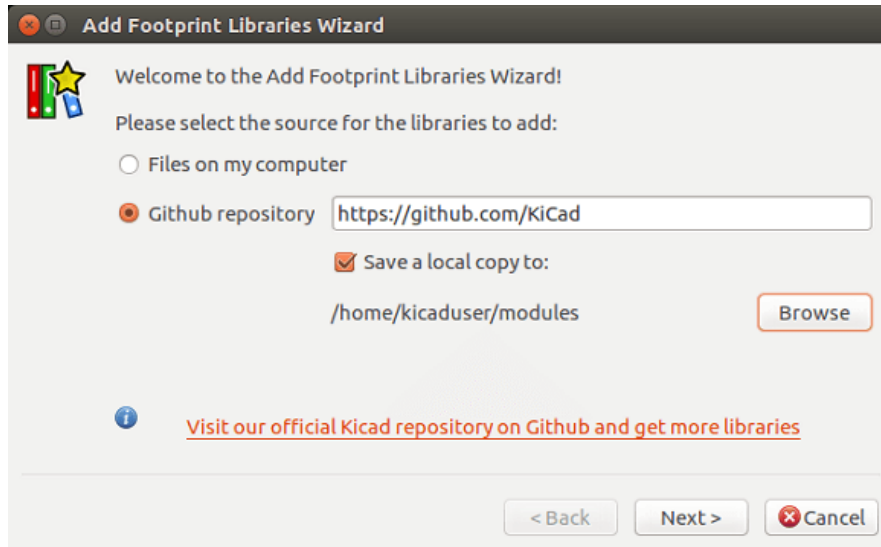 Add Footprint Libraries Wizard
Welcome to the Add Footprint Libraries Wizard!
Please select the source for the libraries to add:
Files on my computer
Github repository https://github.com/KiCad
Save a local copy to:
/home/kicaduser/modules Browse
Visit our official Kicad repository on Github and get more libraries
< Back Next > Cancel